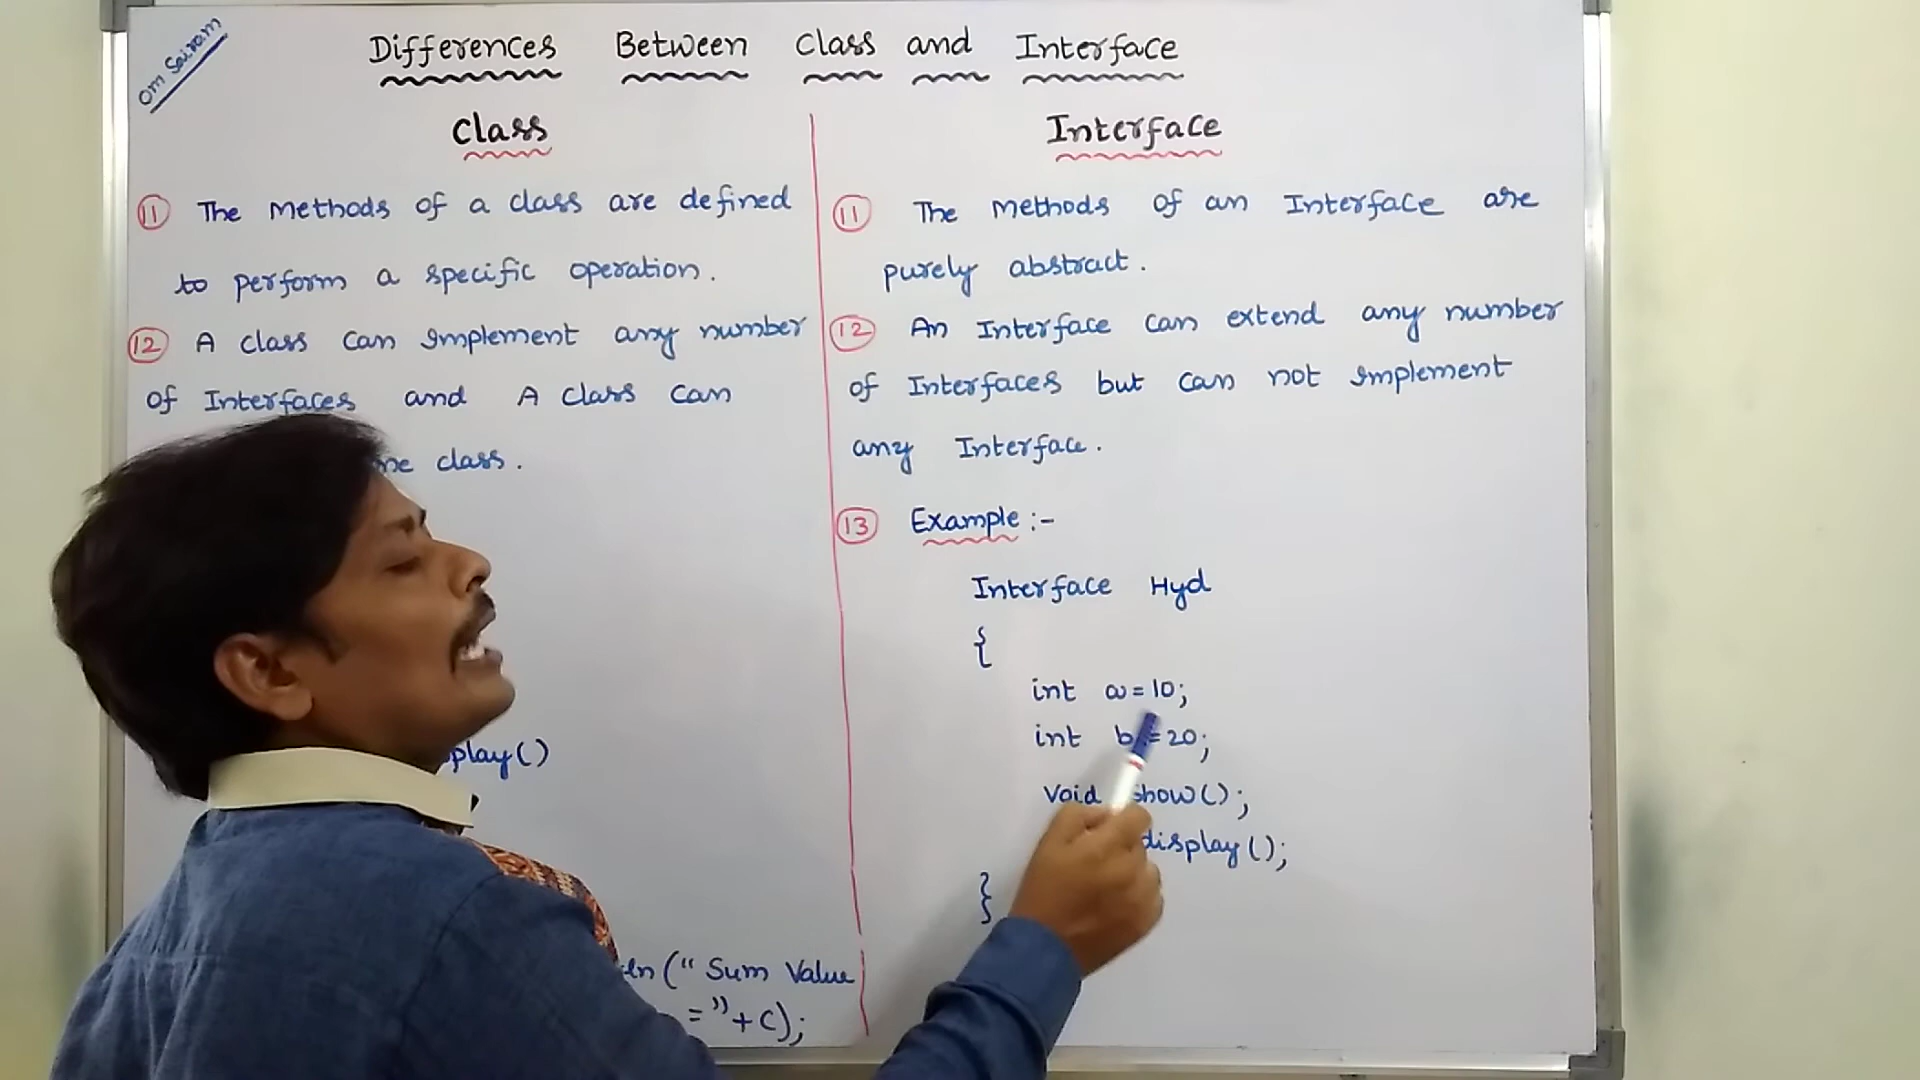 Om Sairam
Differences Between Class and Interface
Class
11 The Methods of a class are defined
to perform a specific operation.
12 A class can Implement any number
of Interfaces and A class can
class.
play()
ln("Sum Value
="+c);
Interface
11 The Methods of an Interface are
purely abstract.
12 An Interface can extend any number
of Interfaces but can not Implement
any Interface.
13 Example :-
Interface Hyd
{
int a=10;
int b=20;
Void show();
display();
}